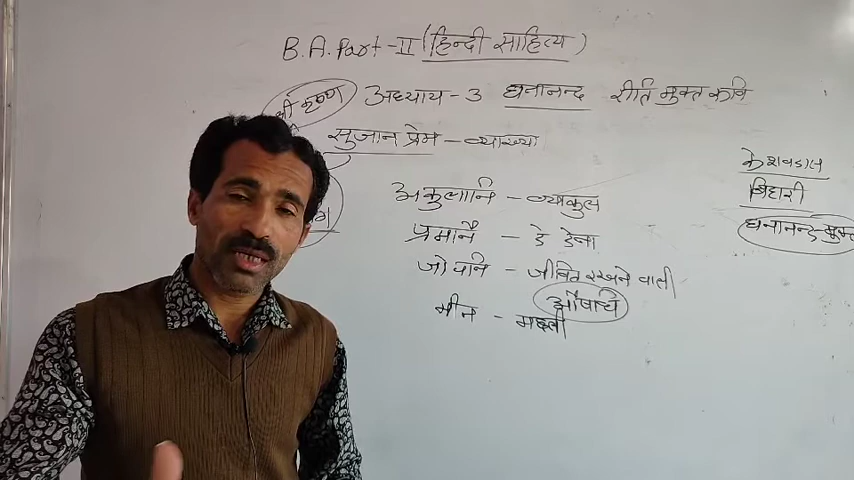 B.A. Part-II (हिन्दी साहित्य)
श्री कृष्ण
अध्याय-3 घनानन्द रीति मुक्त कवि
सुजान प्रेम - व्याख्या
अकुलानि - व्याकुल
प्रमानै - डे डेना
जो पानि - जीवित रखने वाली
औषधि
मीन - मछली
केशवदास
बिहारी
घनानन्द-मुक्त